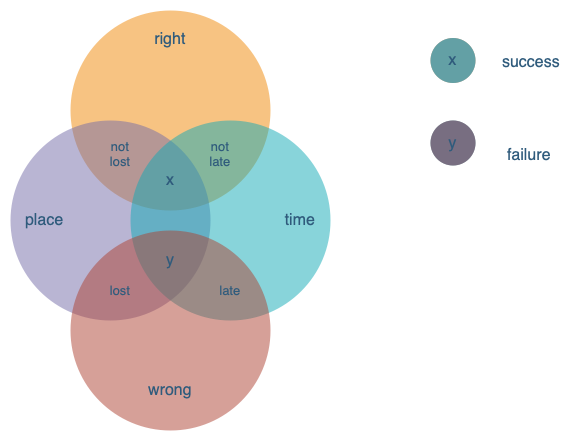 right
x
success
not
lost
not
late
y
failure
x
place
time
y
lost
late
wrong